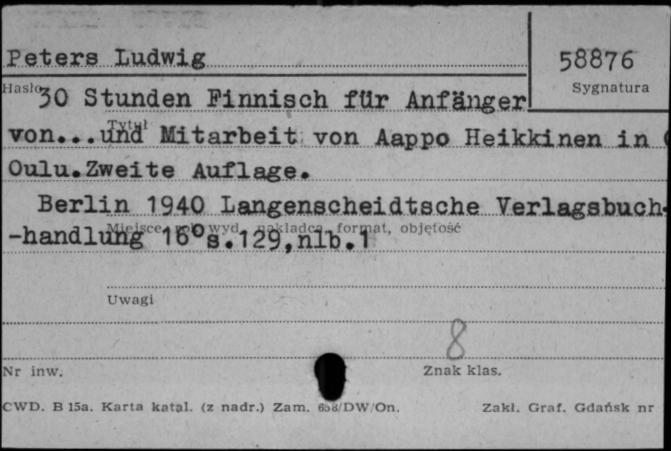 Peters Ludwig
58876
Hasło
Sygnatura
30 Stunden Finnisch für Anfänger
Tytuł
von...und Mitarbeit von Aappo Heikkinen in
Oulu.Zweite Auflage.
Berlin 1940 Langenscheidtsche Verlagsbuch-
Miejsce, rok wyd., nakładca, format, objętość
-handlung 16°s.129,nlb.1
Uwagi
8
Nr inw.
Znak klas.
CWD. B 15a. Karta katal. (z nadr.) Zam. /DW/On.
Zakł. Graf. Gdańsk nr